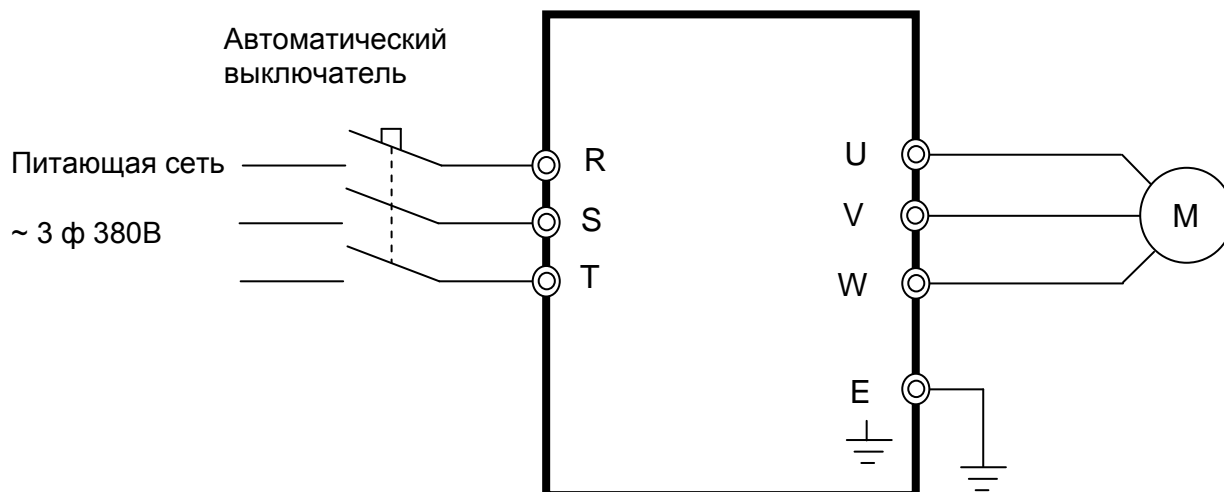 Автоматический
выключатель
Питающая сеть
~ 3 ф 380В
R
S
T
U
V
W
E
M